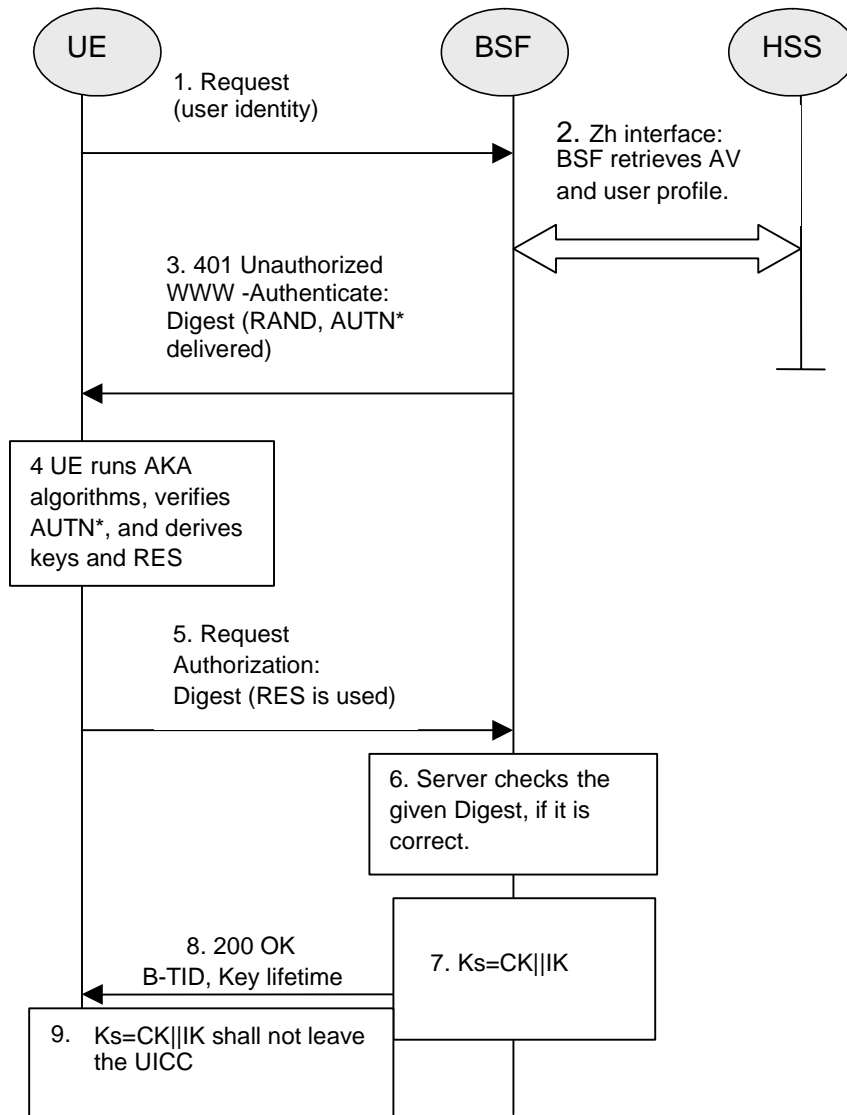 UE
BSF
HSS
1. Request
(user identity)
2. Zh interface:
BSF retrieves AV
and user profile.
3. 401 Unauthorized
WWW -Authenticate:
Digest (RAND, AUTN*
delivered)
4 UE runs AKA
algorithms, verifies
AUTN*, and derives
keys and RES
5. Request
Authorization:
Digest (RES is used)
6. Server checks the
given Digest, if it is
correct.
7. Ks=CK||IK
8. 200 OK
B-TID, Key lifetime
9. Ks=CK||IK shall not leave
the UICC